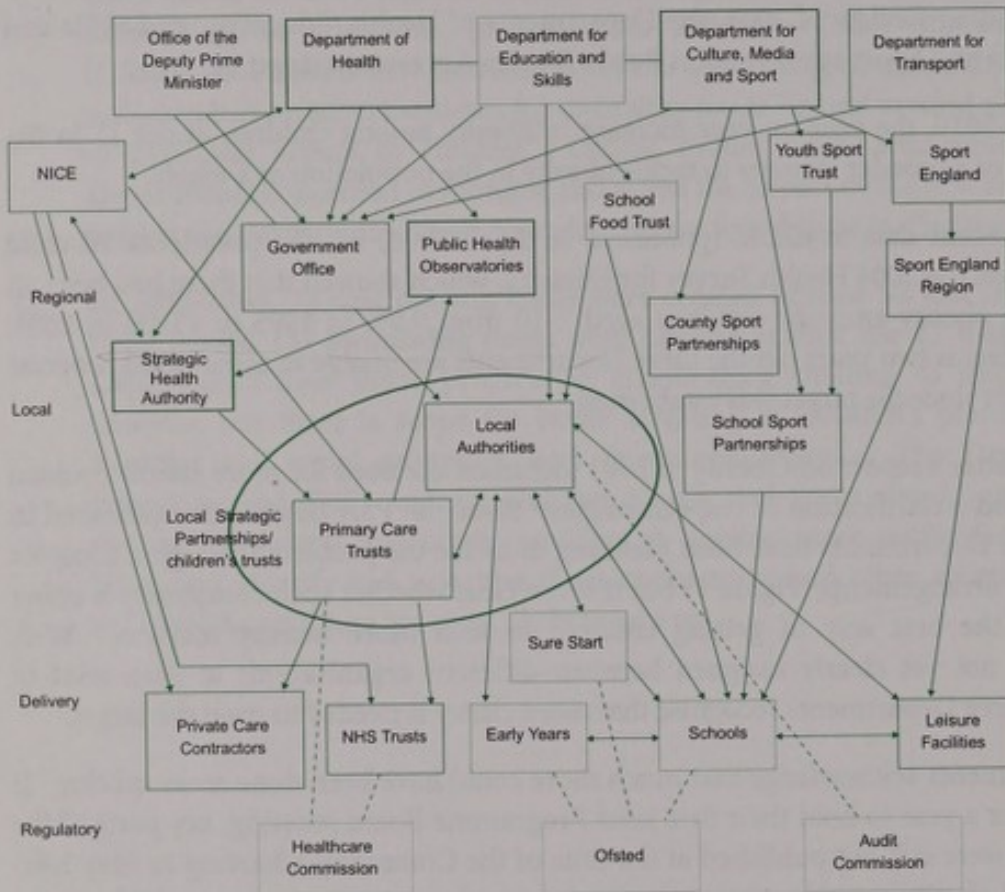 Office of the
Deputy Prime
Minister
Department of
Health
Department for
Education and
Skills
Department for
Culture, Media
and Sport
Department for
Transport
NICE
Youth Sport
Trust
Sport
England
School
Food Trust
Government
Office
Public Health
Observatories
Sport England
Region
Regional
County Sport
Partnerships
Strategic
Health
Authority
Local
Local
Authorities
School Sport
Partnerships
Local Strategic
Partnerships/
children's trusts
Primary Care
Trusts
Sure Start
Delivery
Private Care
Contractors
NHS Trusts
Early Years
Schools
Leisure
Facilities
Regulatory
Healthcare
Commission
Ofsted
Audit
Commission